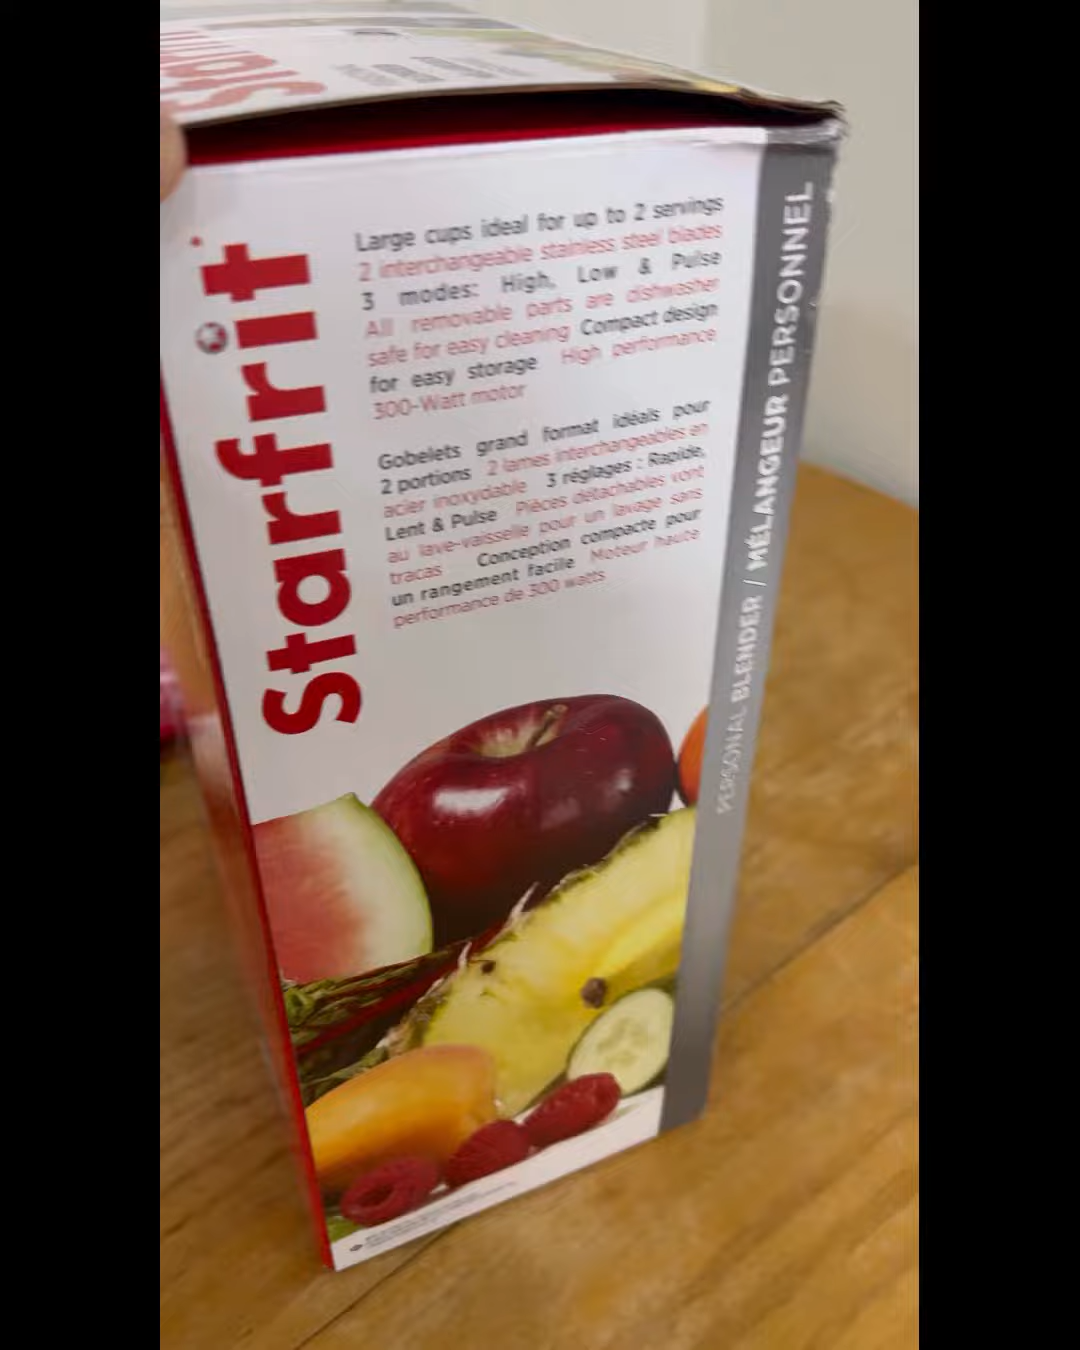 Starfrit
Large cups ideal for up to 2 servings
2 interchangeable stainless steel blades
3 modes: High, Low & Pulse
All removable parts are dishwasher
safe for easy cleaning Compact design
for easy storage High performance
300-Watt motor
Gobelets grand format idéals pour
2 portions 2 lames interchangeables en
acier inoxydable 3 réglages : Rapide,
Lent & Pulse Pièces détachables vont
au lave-vaisselle pour un lavage sans
tracas Conception compacte pour
un rangement facile Moteur haute
performance de 300 watts
PERSONAL BLENDER / MÉLANGEUR PERSONNEL